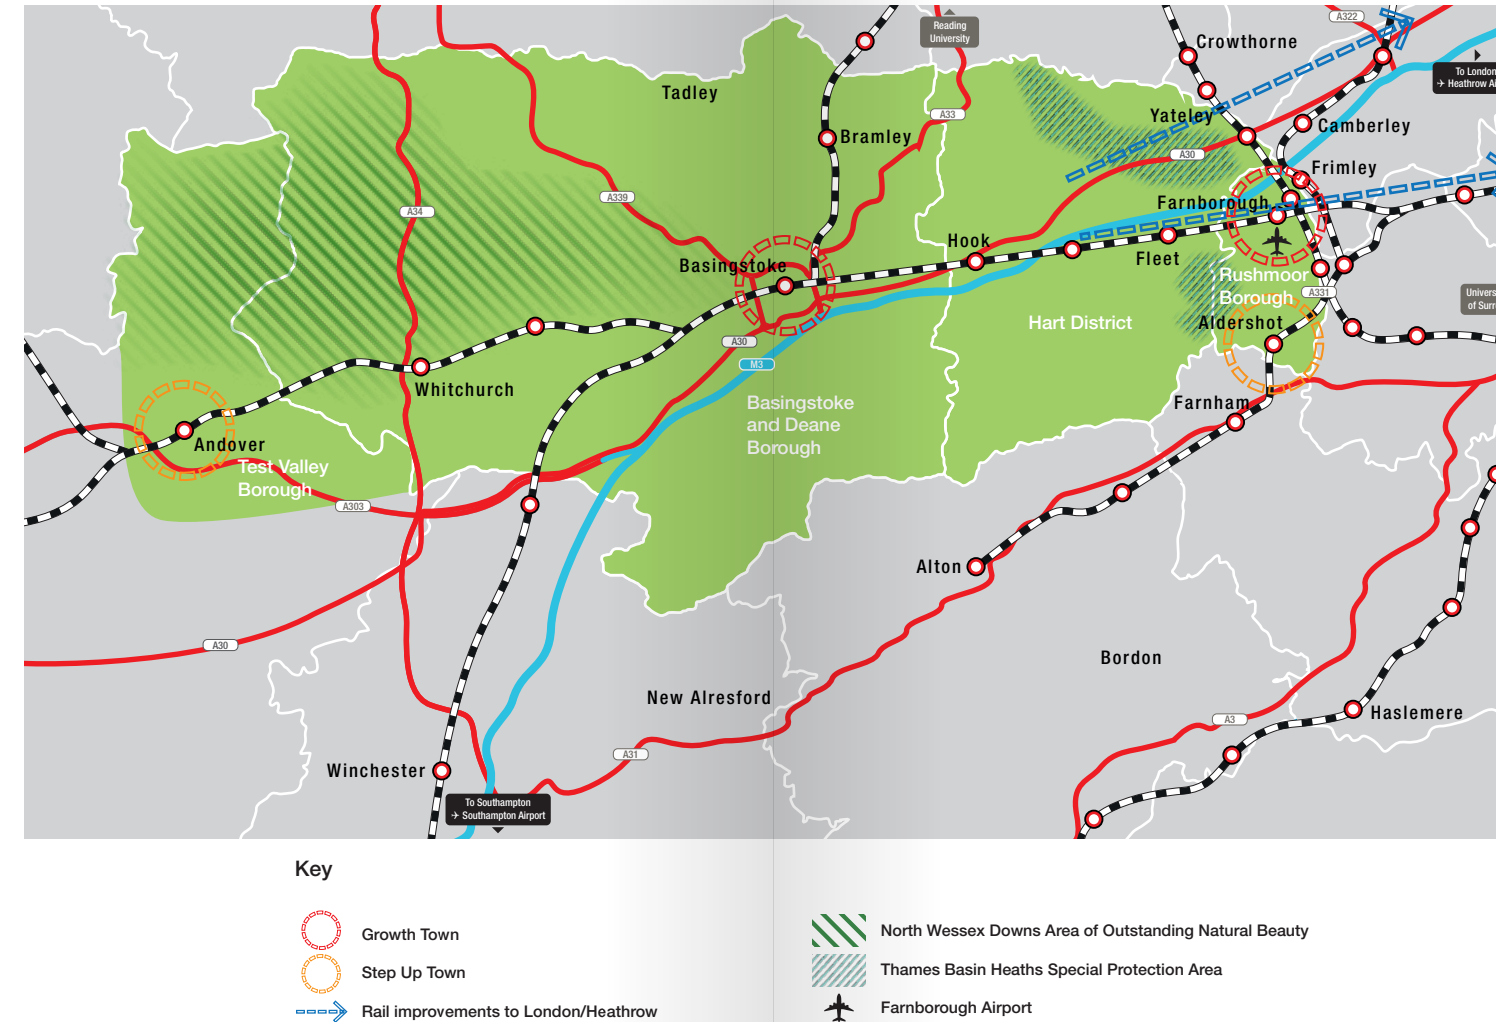 A322
Reading
University
Crowthorne
To London
Heathrow Ai
Tadley
Yateley
A33
Camberley
Bramley
A30
Frimley
A339
A34
Farnborough
Hook
Basingstoke
Fleet
Rushmoor
Borough
A331
Univers
of Surr
Aldershot
Hart District
A30
M3
Whitchurch
Basingstoke
and Deane
Borough
Farnham
Andover
Test Valley
Borough
A303
Alton
A30
Bordon
New Alresford
Haslemere
A3
A31
Winchester
To Southampton
Southampton Airport
Key
Growth Town
Step Up Town
Rail improvements to London/Heathrow
North Wessex Downs Area of Outstanding Natural Beauty
Thames Basin Heaths Special Protection Area
Farnborough Airport